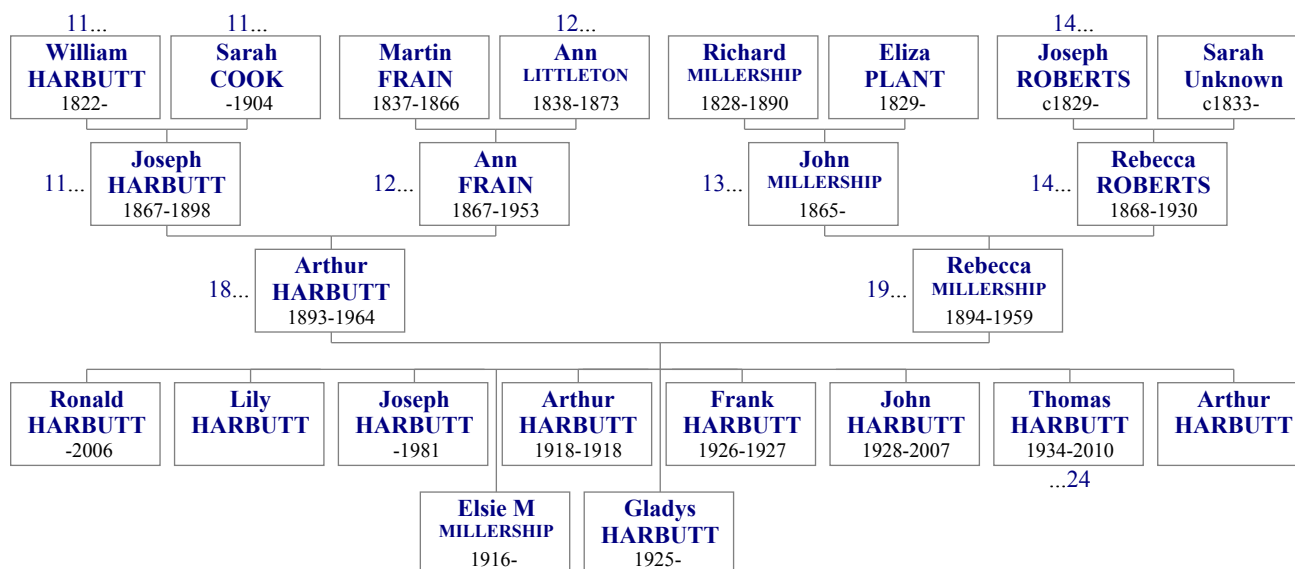 11...
11...
12...
14...
William
HARBUTT
1822-
Sarah
COOK
-1904
Martin
FRAIN
1837-1866
Ann
LITTLETON
1838-1873
Richard
MILLERSHIP
1828-1890
Eliza
PLANT
1829-
Joseph
ROBERTS
c1829-
Sarah
Unknown
c1833-
11...
Joseph
HARBUTT
1867-1898
12...
Ann
FRAIN
1867-1953
13...
John
MILLERSHIP
1865-
14...
Rebecca
ROBERTS
1868-1930
18...
Arthur
HARBUTT
1893-1964
19...
Rebecca
MILLERSHIP
1894-1959
Ronald
HARBUTT
-2006
Lily
HARBUTT
Joseph
HARBUTT
-1981
Arthur
HARBUTT
1918-1918
Frank
HARBUTT
1926-1927
John
HARBUTT
1928-2007
Thomas
HARBUTT
1934-2010
...24
Arthur
HARBUTT
Elsie M
MILLERSHIP
1916-
Gladys
HARBUTT
1925-